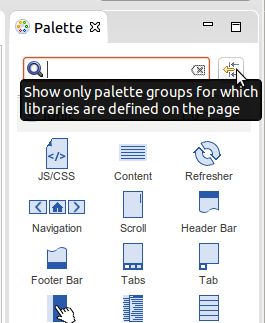 Palette
Show only palette groups for which
libraries are defined on the page
JS/CSS Content Refresher
Navigation Scroll Header Bar
Footer Bar Tabs Tab